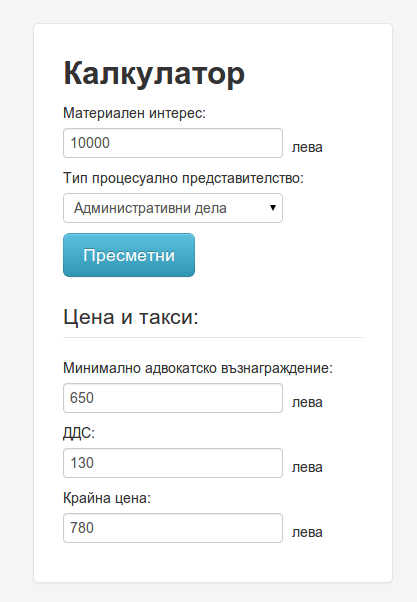 Калкулатор
Материален интерес:
10000 лева
Тип процесуално представителство:
Административни дела
Пресметни
Цена и такси:
Минимално адвокатско възнаграждение:
650 лева
ДДС:
130 лева
Крайна цена:
780 лева